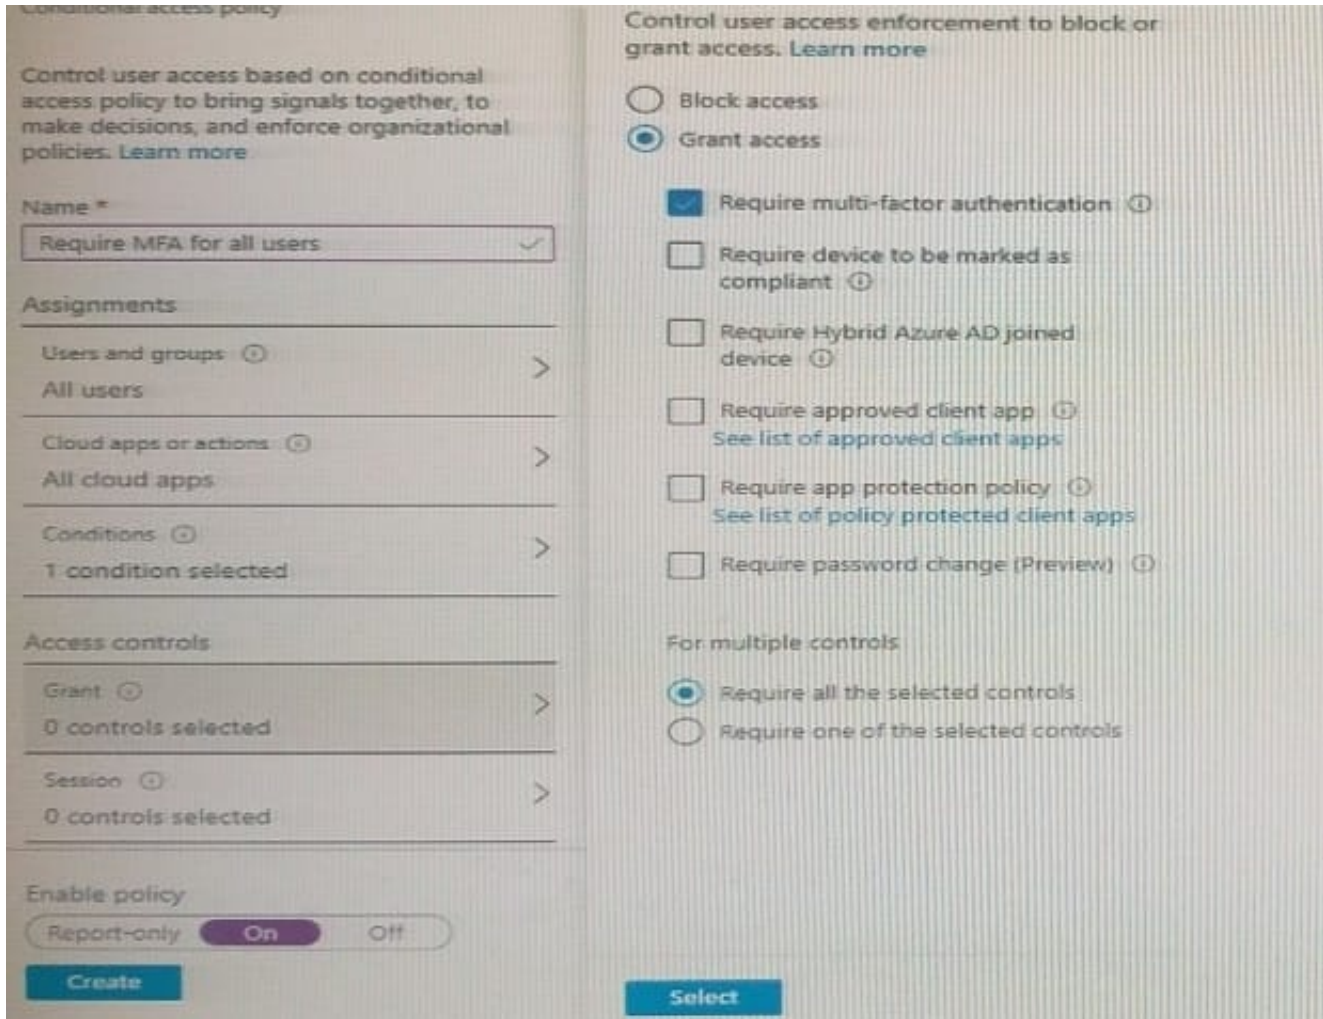 Conditional access policy
Control user access based on conditional
access policy to bring signals together, to
make decisions, and enforce organizational
policies. Learn more
Name *
Require MFA for all users
Assignments
Users and groups
All users
Cloud apps or actions
All cloud apps
Conditions
1 condition selected
Access controls
Grant
0 controls selected
Session
0 controls selected
Enable policy
Report-only On Off
Create
Control user access enforcement to block or
grant access. Learn more
Block access
Grant access
Require multi-factor authentication
Require device to be marked as
compliant
Require Hybrid Azure AD joined
device
Require approved client app
See list of approved client apps
Require app protection policy
See list of policy protected client apps
Require password change (Preview)
For multiple controls
Require all the selected controls
Require one of the selected controls
Select